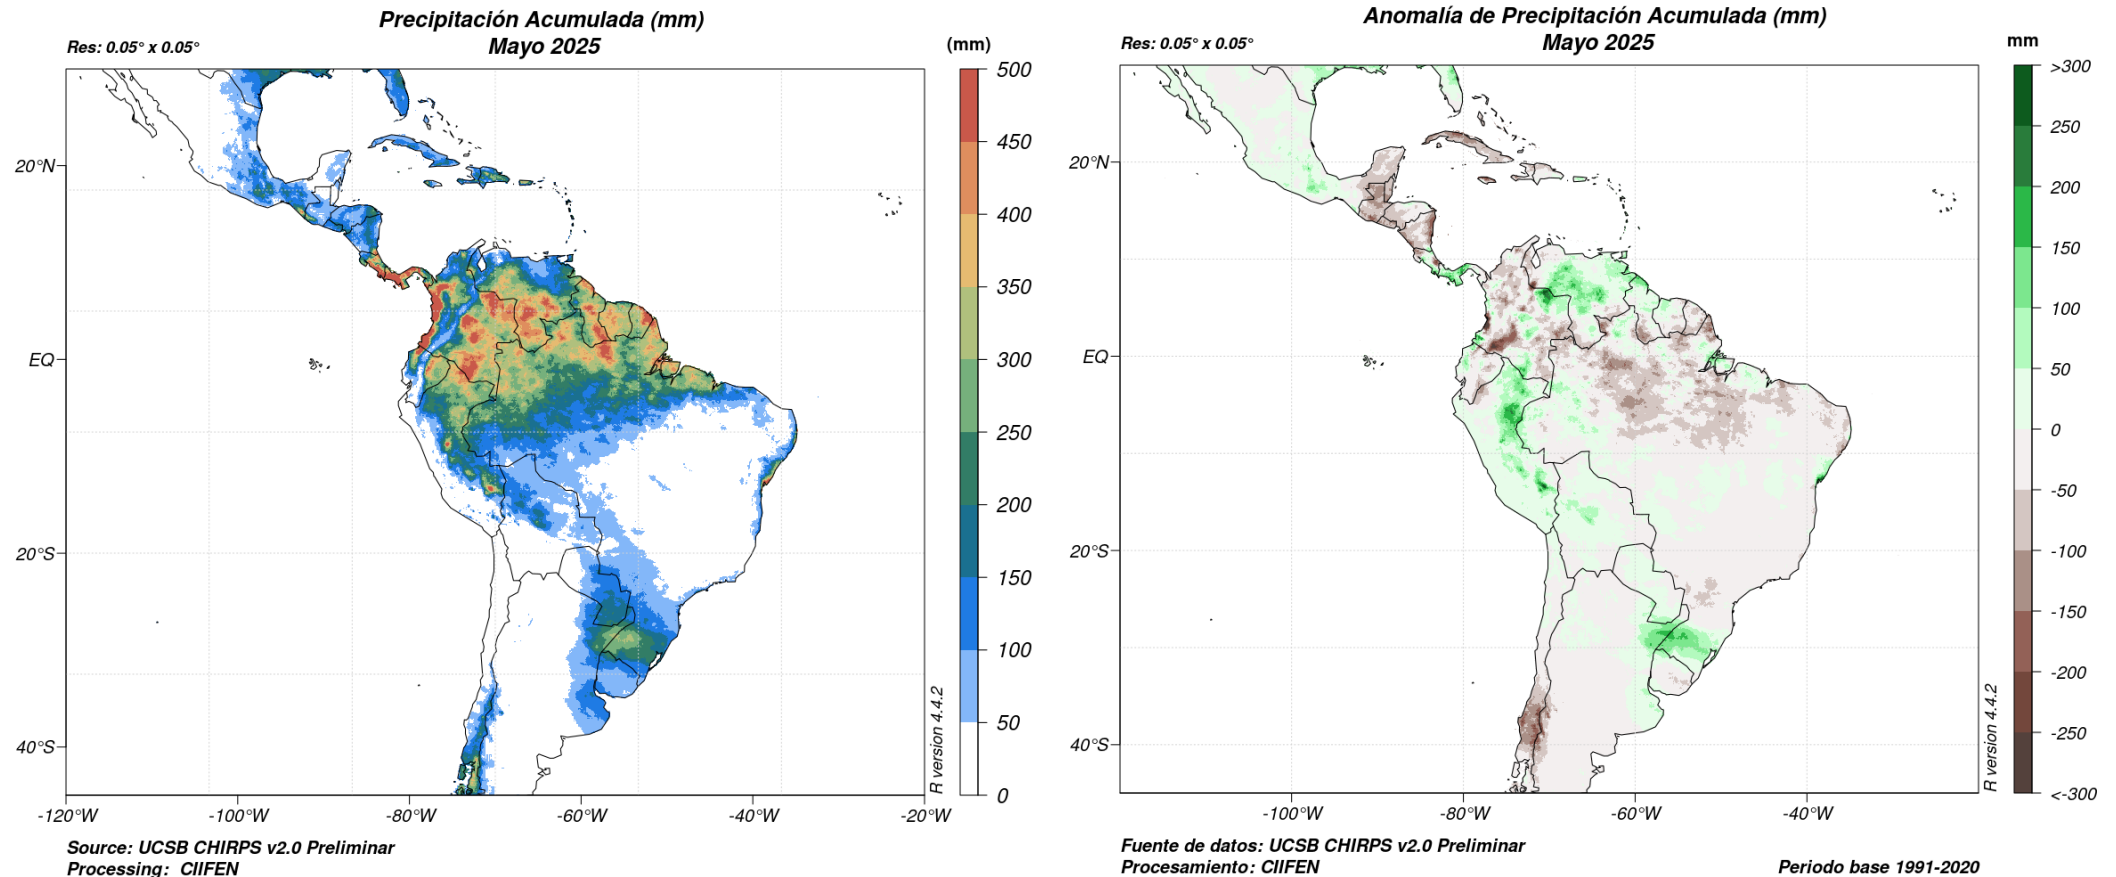 Precipitación Acumulada (mm)
Mayo 2025
Res: 0.05° x 0.05°
(mm)
500
450
400
350
300
250
200
150
100
50
0
20°N
EQ
20°S
40°S
-120°W
-100°W
-80°W
-60°W
-40°W
-20°W
R version 4.4.2
Source: UCSB CHIRPS v2.0 Preliminar
Processing: CIIFEN
Anomalía de Precipitación Acumulada (mm)
Mayo 2025
Res: 0.05° x 0.05°
mm
>300
250
200
150
100
50
0
-50
-100
-150
-200
-250
<-300
20°N
EQ
20°S
40°S
-100°W
-80°W
-60°W
-40°W
R version 4.4.2
Fuente de datos: UCSB CHIRPS v2.0 Preliminar
Procesamiento: CIIFEN
Periodo base 1991-2020